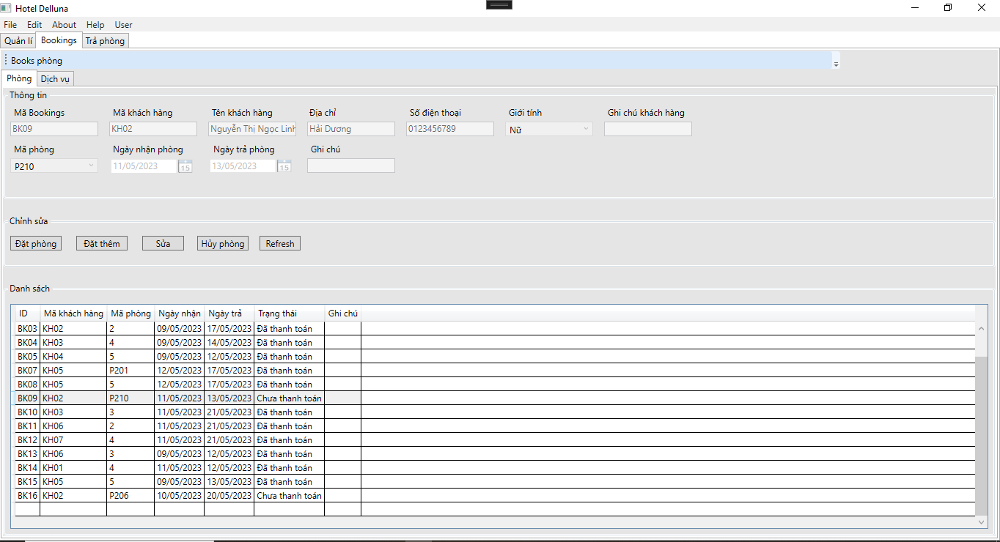 Hotel Delluna
File Edit About Help User
Quản lí Bookings Trả phòng
Books phòng
Phòng Dịch vụ
Thông tin
Mã Bookings Mã khách hàng Tên khách hàng Địa chỉ Số điện thoại Giới tính Ghi chú khách hàng
BK09 KH02 Nguyễn Thị Ngọc Linh Hải Dương 0123456789 Nữ
Mã phòng Ngày nhận phòng Ngày trả phòng Ghi chú
P210 11/05/2023 15 13/05/2023 15
Chỉnh sửa
Đặt phòng Đặt thêm Sửa Hủy phòng Refresh
Danh sách
ID Mã khách hàng Mã phòng Ngày nhận Ngày trả Trạng thái Ghi chú
BK03 KH02 2 09/05/2023 17/05/2023 Đã thanh toán
BK04 KH03 4 09/05/2023 14/05/2023 Đã thanh toán
BK05 KH04 5 09/05/2023 12/05/2023 Đã thanh toán
BK07 KH05 P201 12/05/2023 17/05/2023 Đã thanh toán
BK08 KH05 5 12/05/2023 17/05/2023 Đã thanh toán
BK09 KH02 P210 11/05/2023 13/05/2023 Chưa thanh toán
BK10 KH03 3 11/05/2023 21/05/2023 Đã thanh toán
BK11 KH06 2 11/05/2023 21/05/2023 Đã thanh toán
BK12 KH07 4 11/05/2023 21/05/2023 Đã thanh toán
BK13 KH06 3 09/05/2023 12/05/2023 Đã thanh toán
BK14 KH01 4 11/05/2023 12/05/2023 Đã thanh toán
BK15 KH05 5 09/05/2023 13/05/2023 Đã thanh toán
BK16 KH02 P206 10/05/2023 20/05/2023 Chưa thanh toán